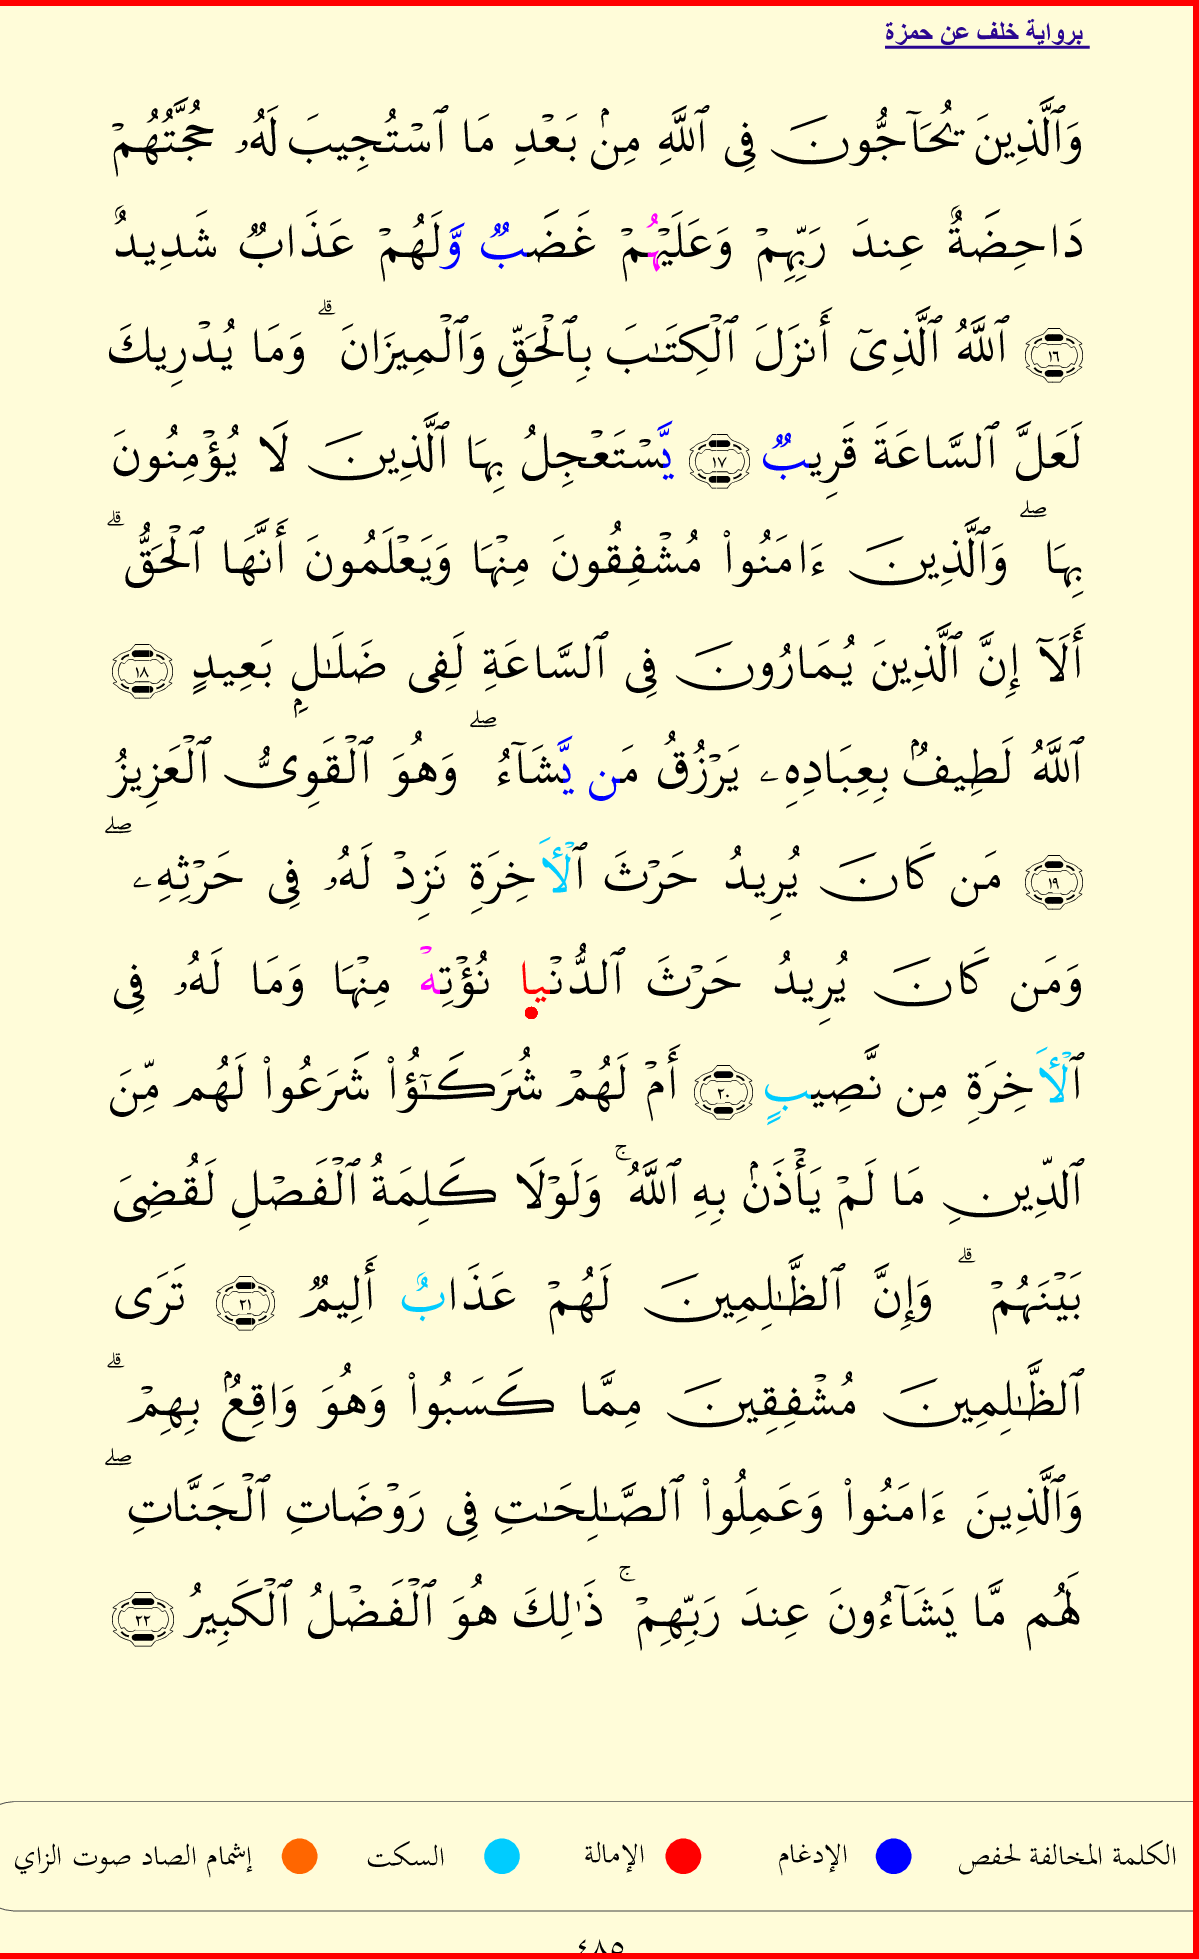 برواية خلف عن حمزة
وَٱلَّذِينَ يُحَآجُّونَ فِى ٱللَّهِ مِنۢ بَعۡدِ مَا ٱسۡتُجِيبَ لَهُۥ حُجَّتُهُمۡ
دَاحِضَةٌ عِندَ رَبِّهِمۡ وَعَلَيۡهُمۡ غَضَبٞ وَّلَهُمۡ عَذَابٞ شَدِيدٌ
١٦ ٱللَّهُ ٱلَّذِىٓ أَنزَلَ ٱلۡكِتَٰبَ بِٱلۡحَقِّ وَٱلۡمِيزَانَۗ وَمَا يُدۡرِيكَ
لَعَلَّ ٱلسَّاعَةَ قَرِيبٞ ١٧ يَّسۡتَعۡجِلُ بِهَا ٱلَّذِينَ لَا يُؤۡمِنُونَ
بِهَاۖ وَٱلَّذِينَ ءَامَنُواْ مُشۡفِقُونَ مِنۡهَا وَيَعۡلَمُونَ أَنَّهَا ٱلۡحَقُّۗ
أَلَآ إِنَّ ٱلَّذِينَ يُمَارُونَ فِى ٱلسَّاعَةِ لَفِى ضَلَٰلِۭ بَعِيدٍ ١٨
ٱللَّهُ لَطِيفُۢ بِعِبَادِهِۦ يَرۡزُقُ مَن يَّشَآءُۖ وَهُوَ ٱلۡقَوِىُّ ٱلۡعَزِيزُ
١٩ مَن كَانَ يُرِيدُ حَرۡثَ ٱلۡأَخِرَةِ نَزِدۡ لَهُۥ فِى حَرۡثِهِۦۖ
وَمَن كَانَ يُرِيدُ حَرۡثَ ٱلدُّنۡيا نُؤۡتِهۡ مِنۡهَا وَمَا لَهُۥ فِى
ٱلۡأَخِرَةِ مِن نَّصِيبٍ ٢٠ أَمۡ لَهُمۡ شُرَكَٰٓؤُاْ شَرَعُواْ لَهُم مِّنَ
ٱلدِّينِ مَا لَمۡ يَأۡذَنۢ بِهِ ٱللَّهُۚ وَلَوۡلَا كَلِمَةُ ٱلۡفَصۡلِ لَقُضِىَ
بَيۡنَهُمۡۗ وَإِنَّ ٱلظَّٰلِمِينَ لَهُمۡ عَذَابٌ أَلِيمٞ ٢١ تَرَى
ٱلظَّٰلِمِينَ مُشۡفِقِينَ مِمَّا كَسَبُواْ وَهُوَ وَاقِعُۢ بِهِمۡۗ
وَٱلَّذِينَ ءَامَنُواْ وَعَمِلُواْ ٱلصَّٰلِحَٰتِ فِى رَوۡضَاتِ ٱلۡجَنَّاتِۖ
لَهُم مَّا يَشَآءُونَ عِندَ رَبِّهِمۡۚ ذَٰلِكَ هُوَ ٱلۡفَضۡلُ ٱلۡكَبِيرُ ٢٢
الكلمة المخالفة لحفص الإدغام الإمالة السكت إشمام الصاد صوت الزاي
٤٨٥